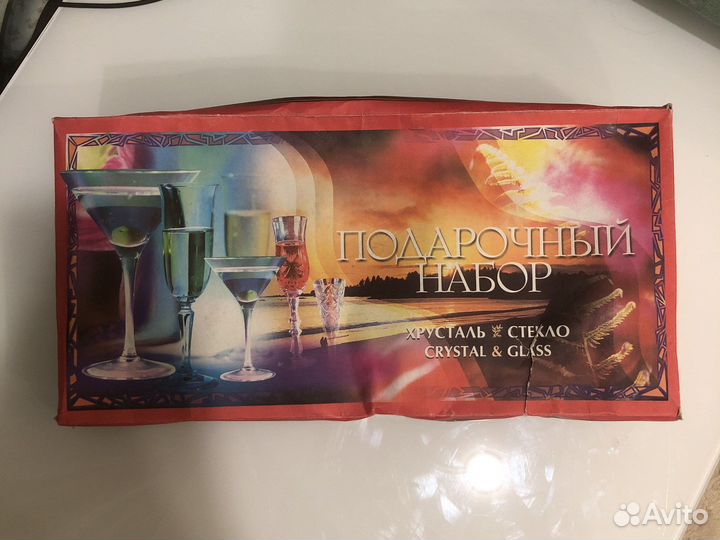 ПОДАРОЧНЫЙ
НАБОР
ХРУСТАЛЬ СТЕКЛО
CRYSTAL & GLASS
Avito